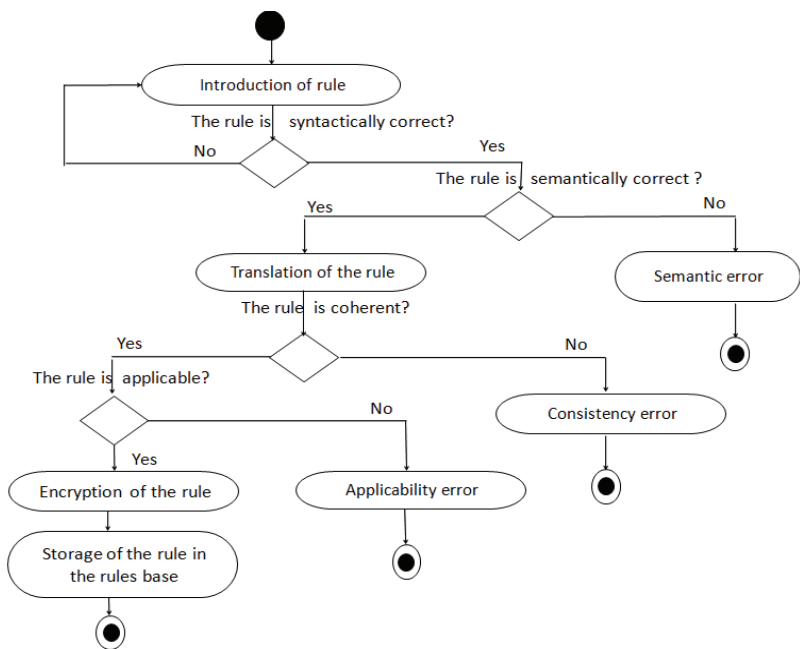 Introduction of rule
The rule is syntactically correct?
No
Yes
The rule is semantically correct ?
Yes
No
Translation of the rule
Semantic error
The rule is coherent?
Yes
No
The rule is applicable?
No
Consistency error
Yes
Encryption of the rule
Applicability error
Storage of the rule in
the rules base